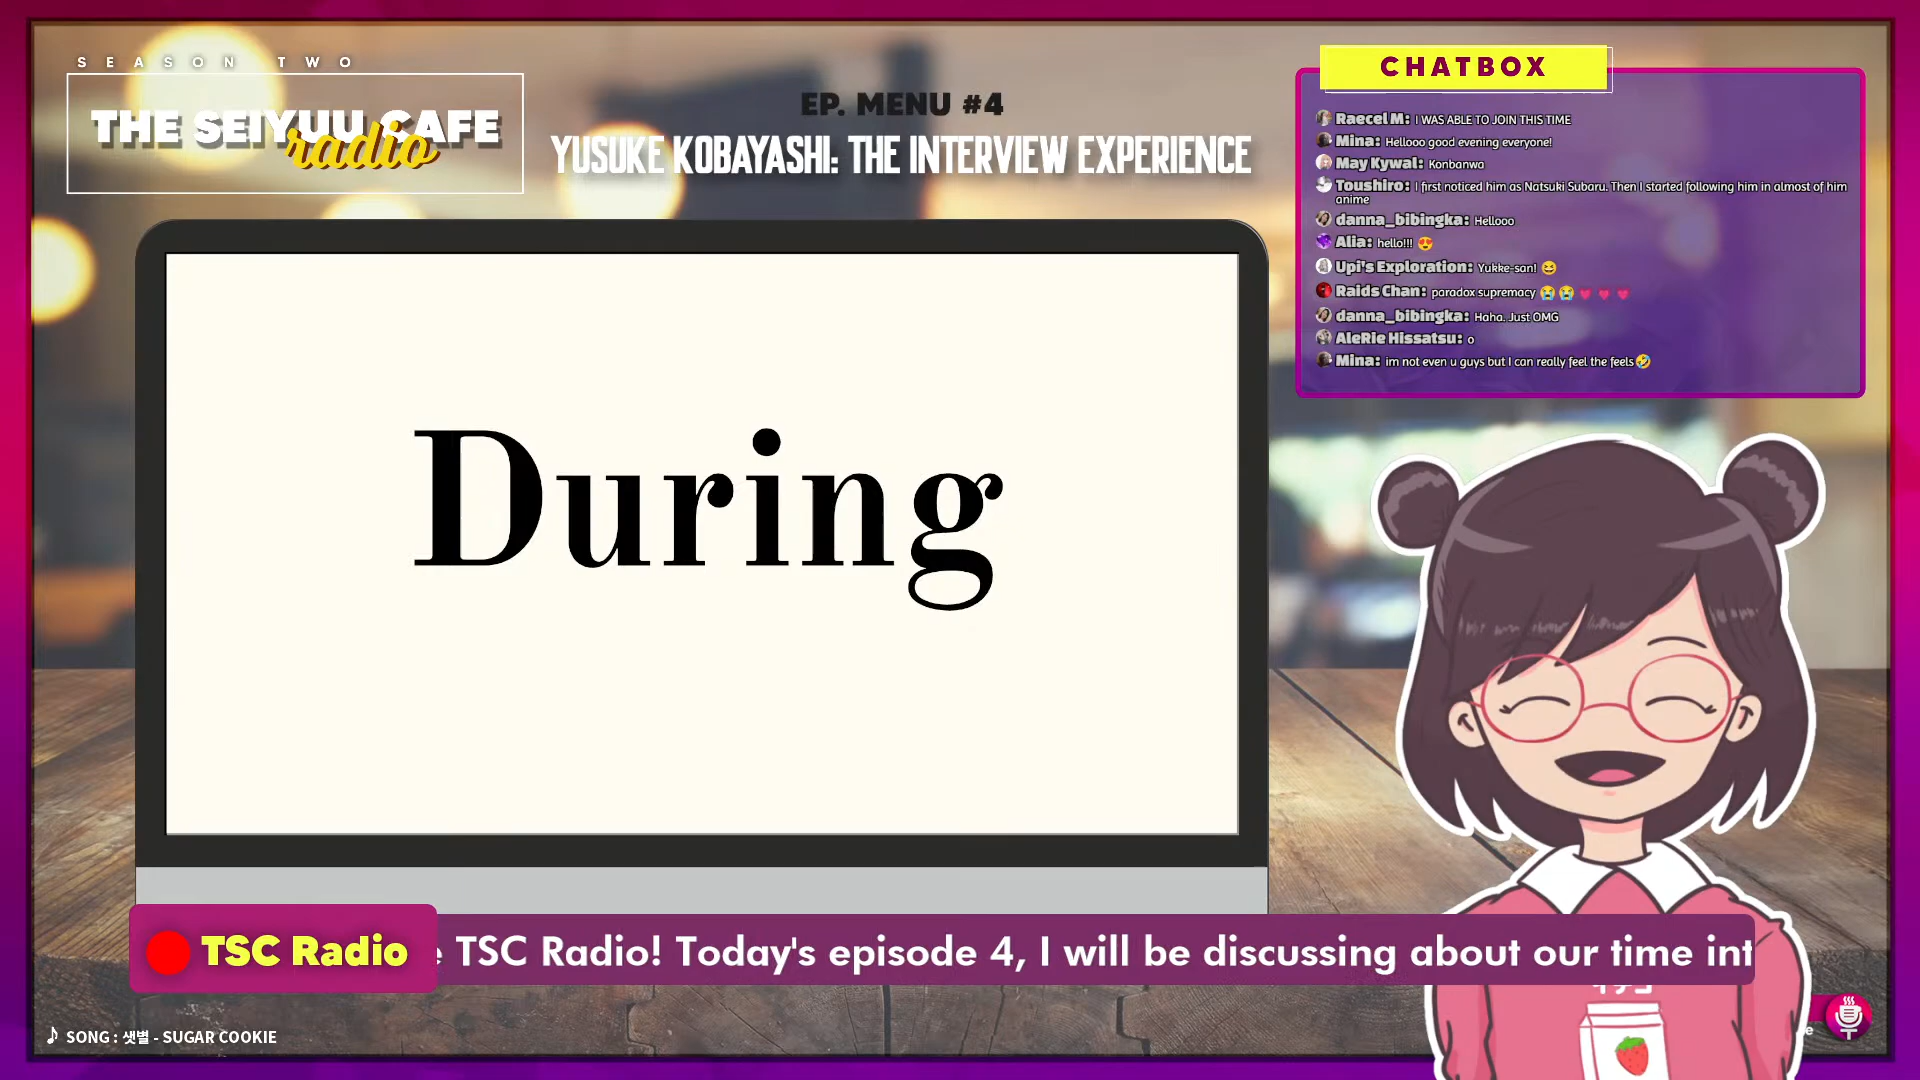 SEASON TWO
THE SEIYUU CAFE
radio
EP. MENU #4
YUSUKE KOBAYASHI: THE INTERVIEW EXPERIENCE
CHATBOX
Raecel M: I WAS ABLE TO JOIN THIS TIME
Mina: Hellooo good evening everyone!
May Kywal: Konbanwa
Toushiro: I first noticed him as Natsuki Subaru. Then I started following him in almost of him
anime
danna_bibingka: Hellooo
Alia: hello!!! 😍
Upi's Exploration: Yukke-san! 😆
Raids Chan: paradox supremacy 😭😭💗💗💗
danna_bibingka: Haha. Just OMG
AleRie Hissatsu: o
Mina: im not even u guys but I can really feel the feels🤣
During
TSC Radio
e TSC Radio! Today's episode 4, I will be discussing about our time int
SONG : 샛별 - SUGAR COOKIE